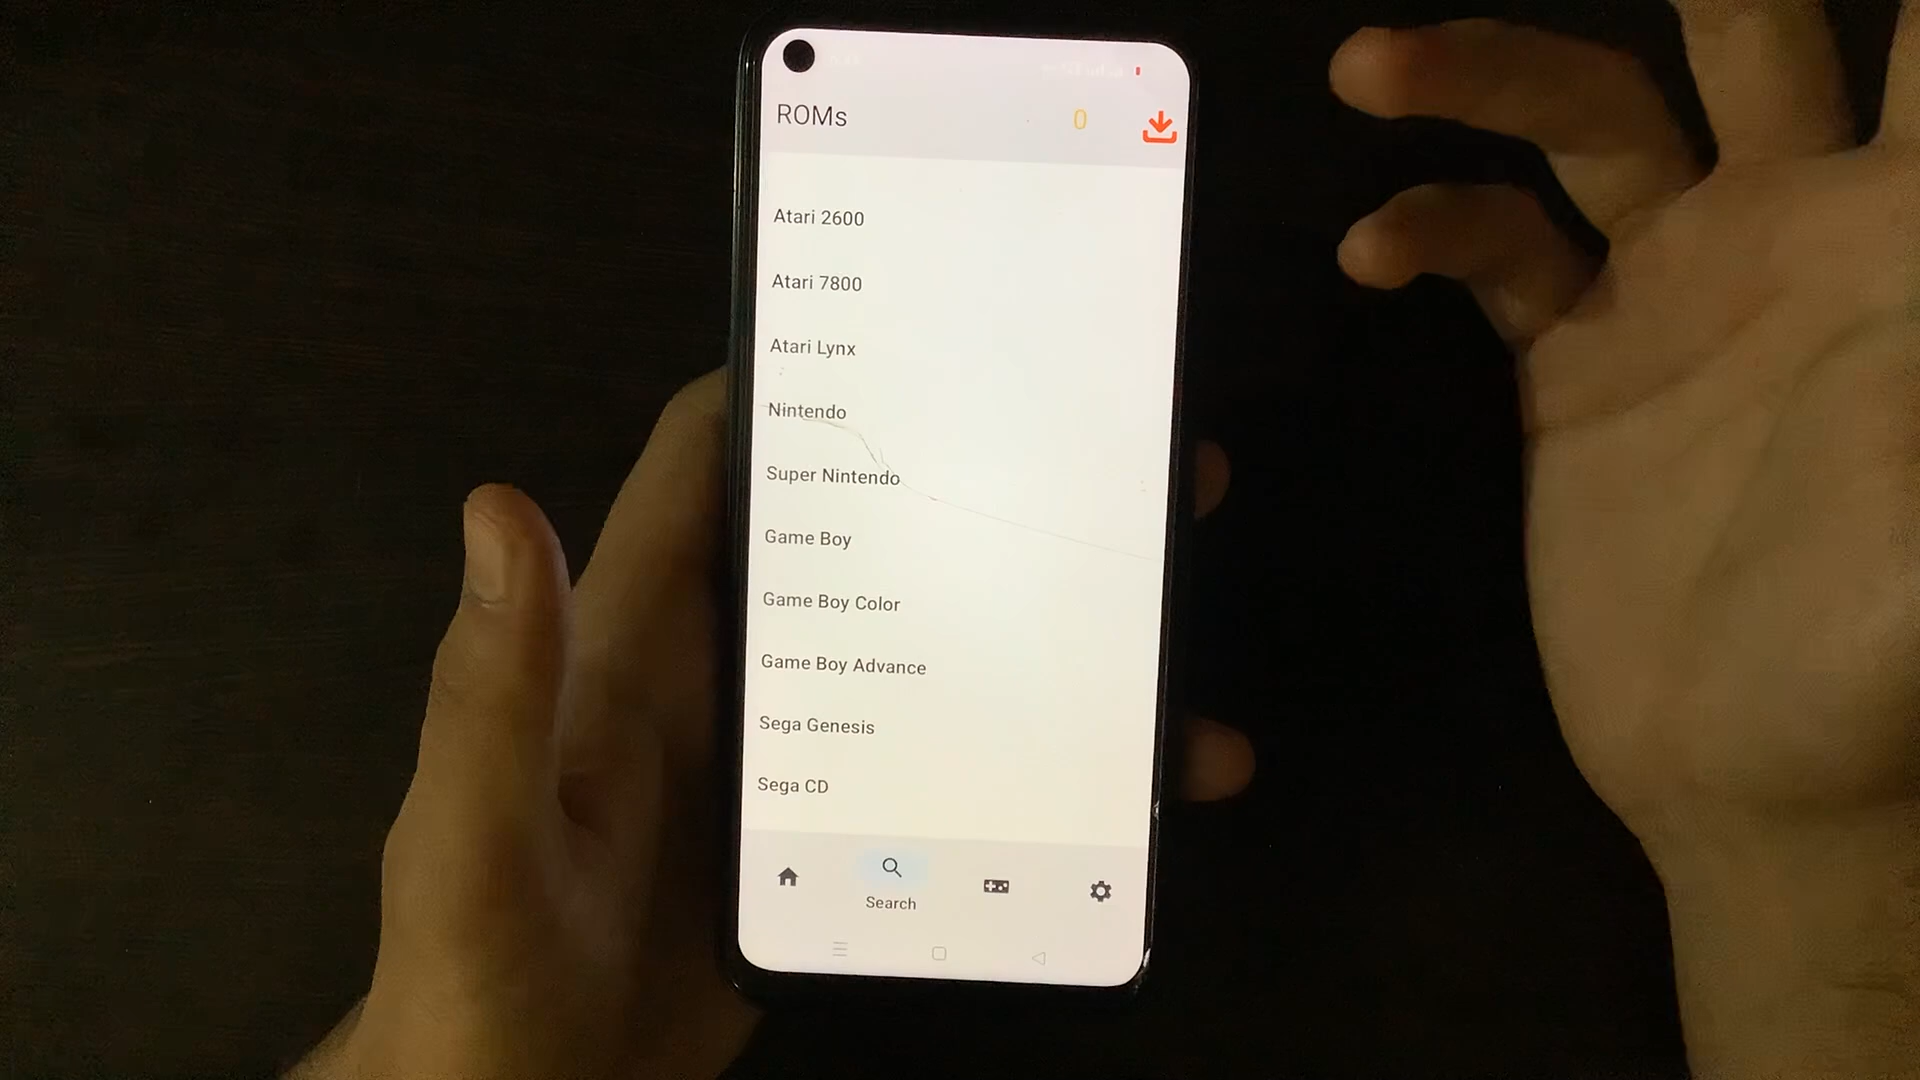 ROMs
0
Atari 2600
Atari 7800
Atari Lynx
Nintendo
Super Nintendo
Game Boy
Game Boy Color
Game Boy Advance
Sega Genesis
Sega CD
Search